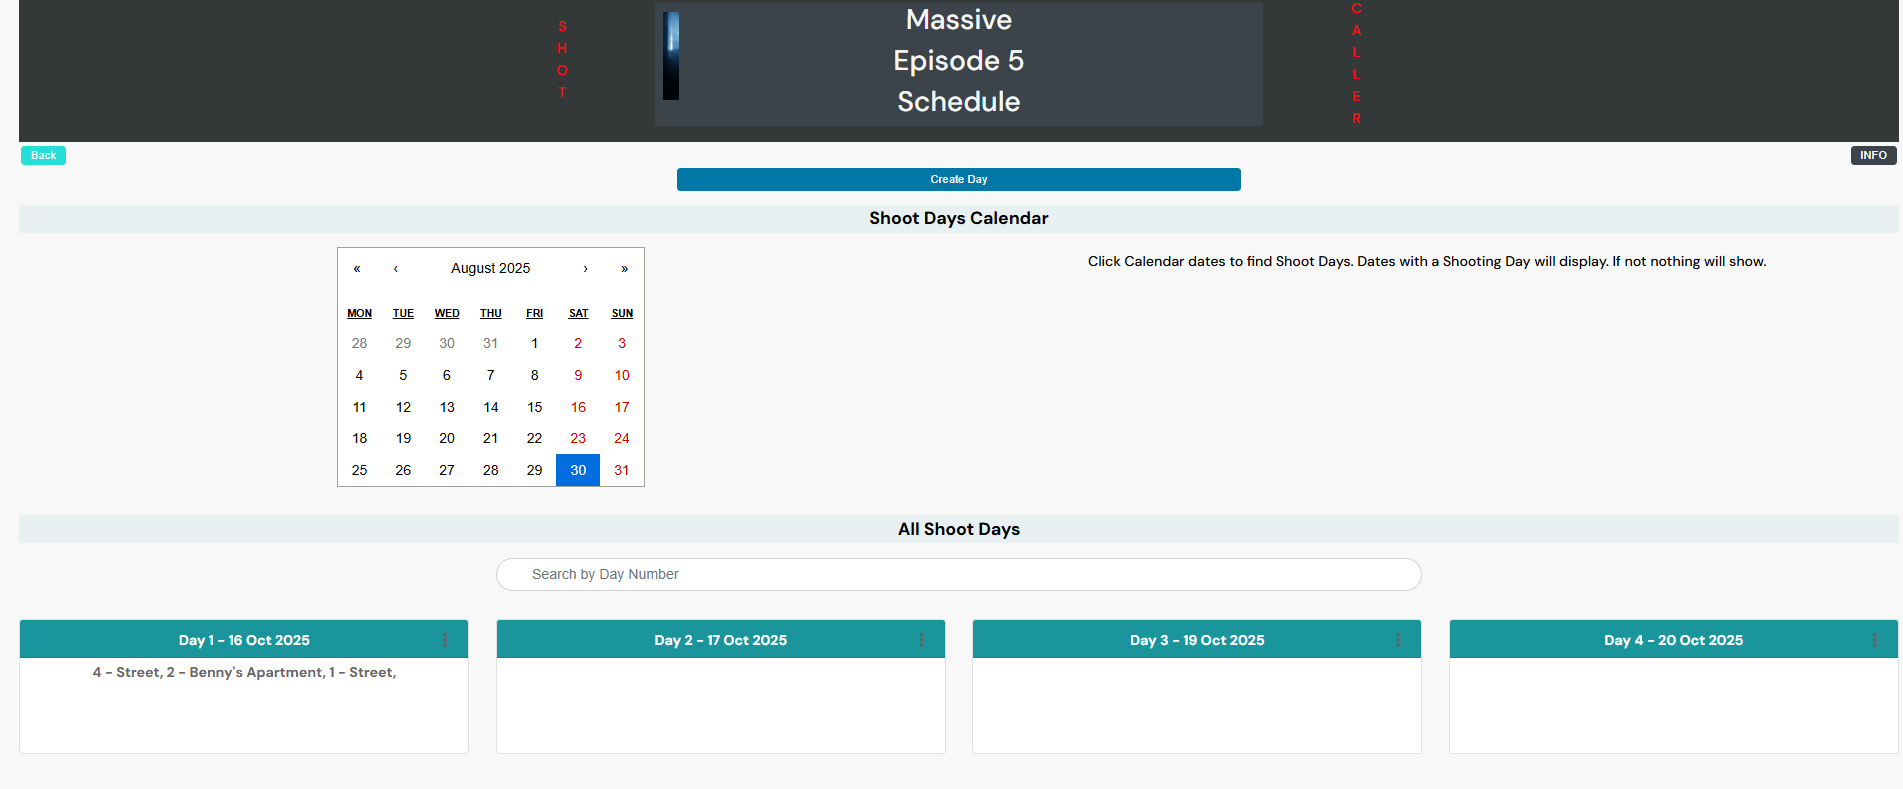 SHOT
Massive
Episode 5
Schedule
CALLER
Back
INFO
Create Day
Shoot Days Calendar
« ‹ August 2025 › »
Click Calendar dates to find Shoot Days. Dates with a Shooting Day will display. If not nothing will show.
MON TUE WED THU FRI SAT SUN
28 29 30 31 1 2 3
4 5 6 7 8 9 10
11 12 13 14 15 16 17
18 19 20 21 22 23 24
25 26 27 28 29 30 31
All Shoot Days
Search by Day Number
Day 1 - 16 Oct 2025
4 - Street, 2 - Benny's Apartment, 1 - Street,
Day 2 - 17 Oct 2025
Day 3 - 19 Oct 2025
Day 4 - 20 Oct 2025